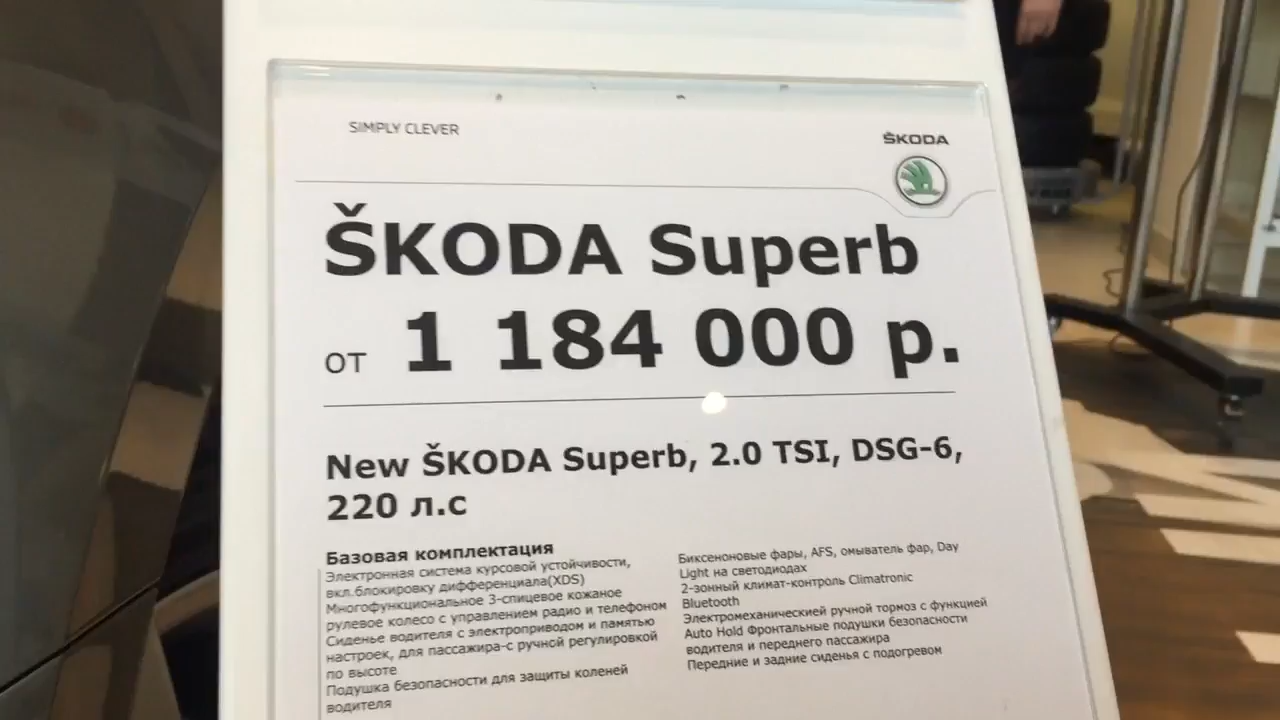 SIMPLY CLEVER
ŠKODA
ŠKODA Superb
от 1 184 000 р.
New ŠKODA Superb, 2.0 TSI, DSG-6,
220 л.с
Базовая комплектация
Электронная система курсовой устойчивости,
вкл.блокировку дифференциала(XDS)
Многофункциональное 3-спицевое кожаное
рулевое колесо с управлением радио и телефоном
Сиденье водителя с электроприводом и памятью
настроек, для пассажира-с ручной регулировкой
по высоте
Подушка безопасности для защиты коленей
водителя
Биксеноновые фары, AFS, омыватель фар, Day
Light на светодиодах
2-зонный климат-контроль Climatronic
Bluetooth
Электромеханическией ручной тормоз с функцией
Auto Hold Фронтальные подушки безопасности
водителя и переднего пассажира
Передние и задние сиденья с подогревом